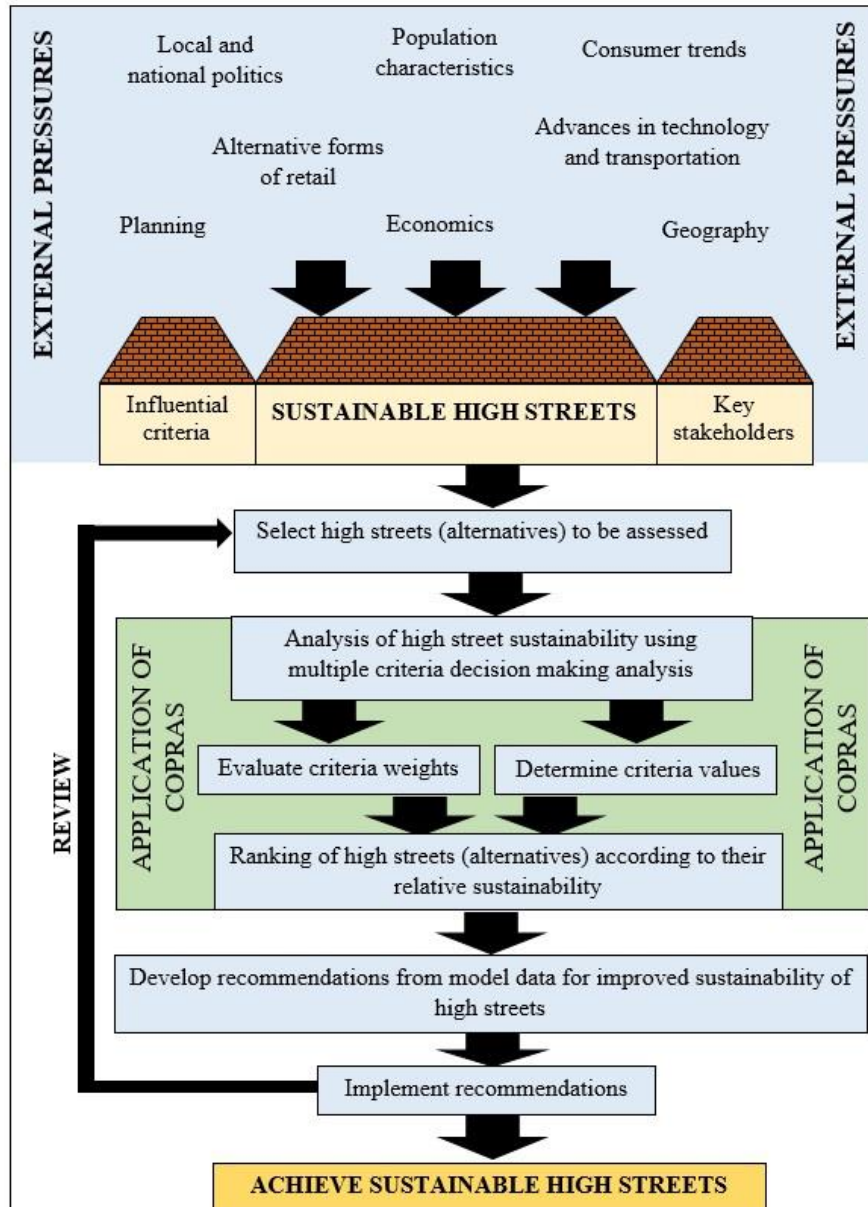 EXTERNAL PRESSURES
Local and
national politics
Population
characteristics
Consumer trends
Alternative forms
of retail
Advances in technology
and transportation
Planning
Economics
Geography
EXTERNAL PRESSURES
Influential
criteria
SUSTAINABLE HIGH STREETS
Key
stakeholders
Select high streets (alternatives) to be assessed
REVIEW
APPLICATION OF
COPRAS
Analysis of high street sustainability using
multiple criteria decision making analysis
Evaluate criteria weights
Determine criteria values
Ranking of high streets (alternatives) according to their
relative sustainability
APPLICATION OF
COPRAS
Develop recommendations from model data for improved sustainability of
high streets
Implement recommendations
ACHIEVE SUSTAINABLE HIGH STREETS